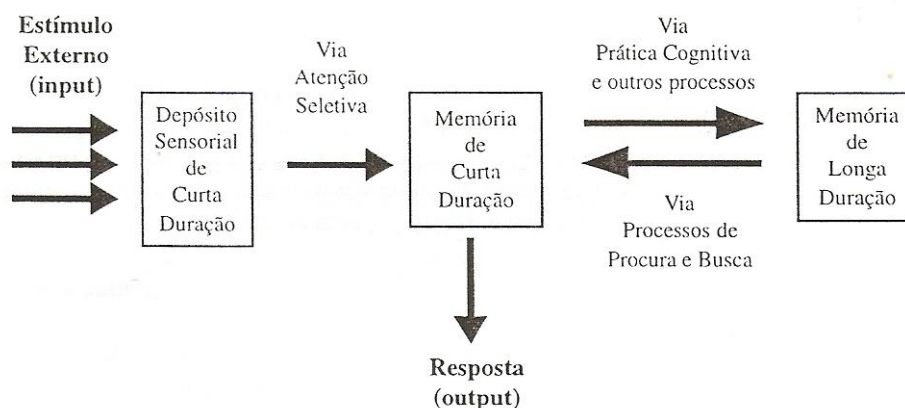 Estímulo
Externo
(input)
Depósito
Sensorial
de
Curta
Duração
Via
Atenção
Seletiva
Memória
de
Curta
Duração
Via
Prática Cognitiva
e outros processos
Via
Processos de
Procura e Busca
Memória
de
Longa
Duração
Resposta
(output)